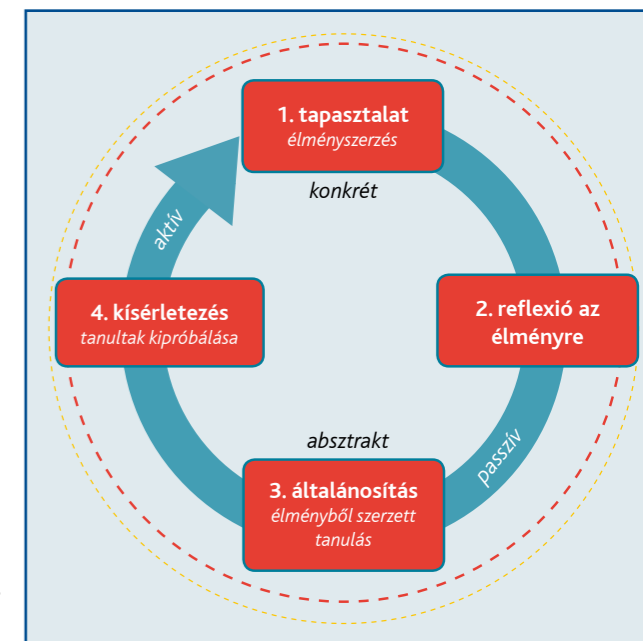 1. tapasztalat
élményszerzés
konkrét
aktív
4. kísérletezés
tanultak kipróbálása
2. reflexió az
élményre
absztrakt
passzív
3. általánosítás
élményből szerzett
tanulás